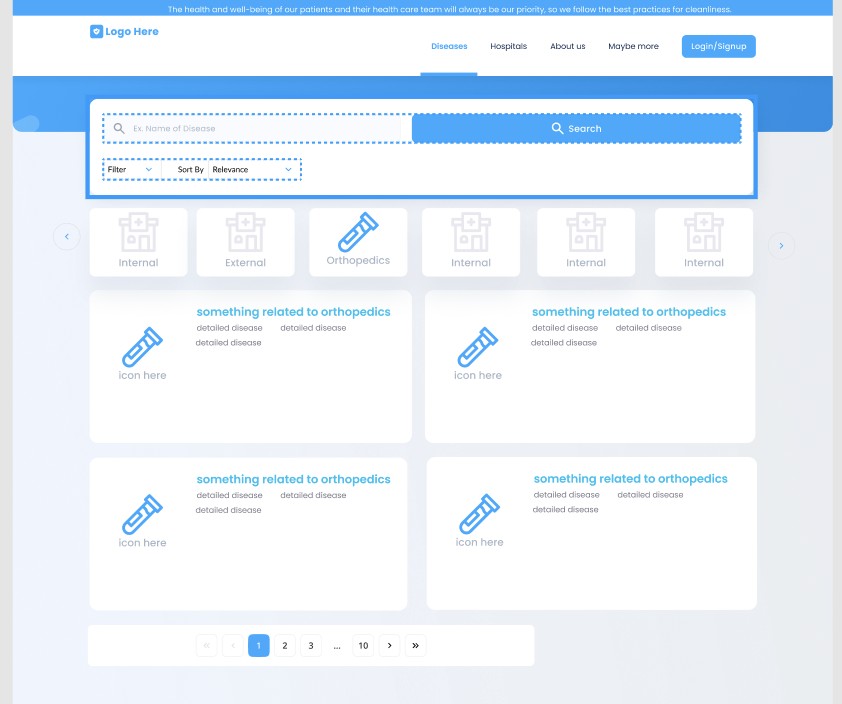 The health and well-being of our patients and their health care team will always be our priority, so we follow the best practices for cleanliness.
Logo Here
Diseases Hospitals About us Maybe more Login/Signup
Ex. Name of Disease Search
Filter Sort By Relevance
Internal External Orthopedics Internal Internal Internal
something related to orthopedics
detailed disease detailed disease
detailed disease
icon here
something related to orthopedics
detailed disease detailed disease
detailed disease
icon here
something related to orthopedics
detailed disease detailed disease
detailed disease
icon here
something related to orthopedics
detailed disease detailed disease
detailed disease
icon here
« ‹ 1 2 3 ... 10 › »